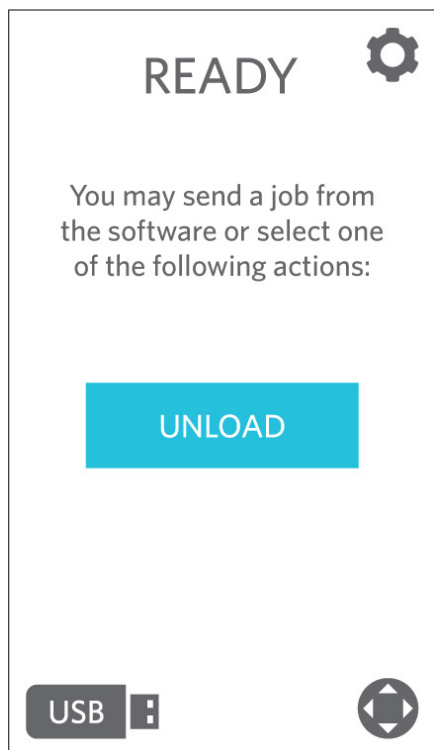 READY
You may send a job from
the software or select one
of the following actions:
UNLOAD
USB